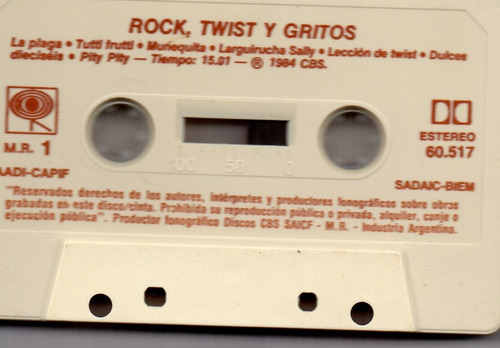 ROCK, TWIST Y GRITOS
La plaga • Tutti frutti • Muñequita • Larguirucha Sally • Lección de twist • Dulces
dieciséis • Pity Pity — Tiempo: 15.01 — ℗ 1984 CBS.
M.R. 1
ESTEREO
60.517
AADI-CAPIF
SADAIC-BIEM
"Reservados derechos de los autores, intérpretes y productores fonográficos sobre obras
grabadas en este disco/cinta. Prohibida su reproducción pública o privada, alquiler, canje o
ejecución pública". Productor fonográfico Discos CBS SAICF - M.R. - Industria Argentina.
100 50 0